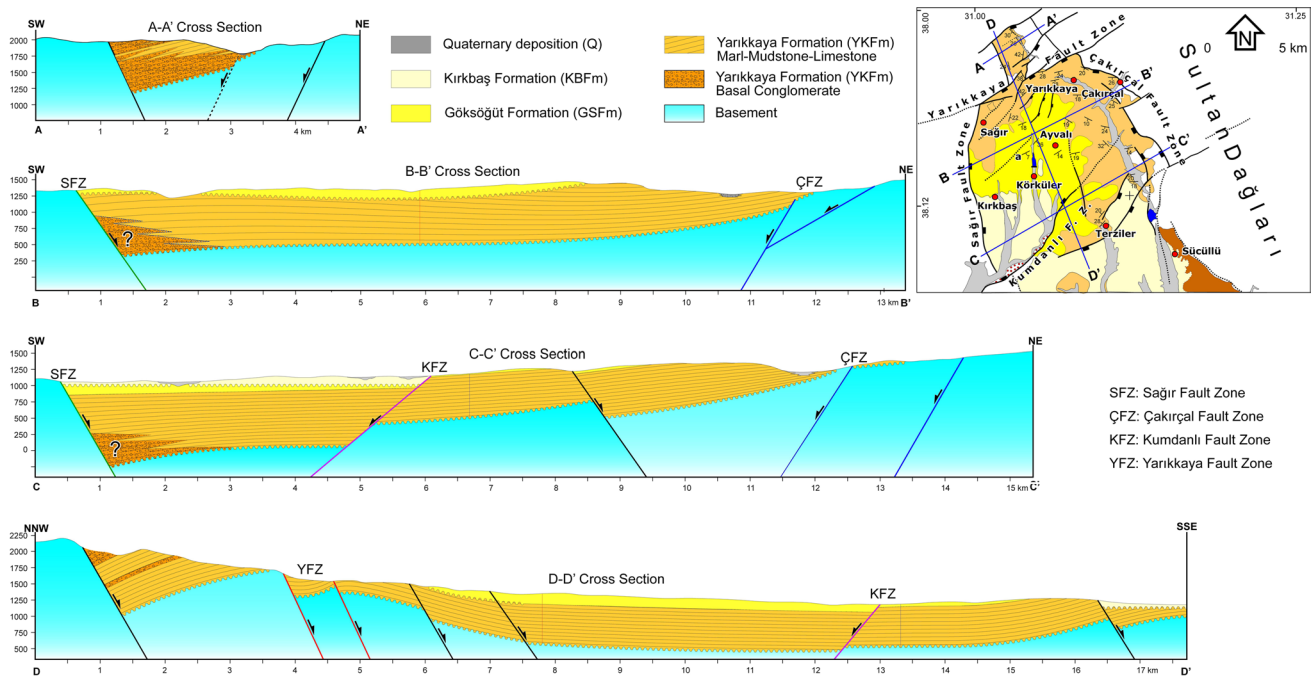 SW
A-A' Cross Section
NE
2000
1750
1500
1250
1000
A
1
2
3
4 km
A'
Quaternary deposition (Q)
Kırkbaş Formation (KBFm)
Göksöğüt Formation (GSFm)
Yarıkkaya Formation (YKFm)
Marl-Mudstone-Limestone
Yarıkkaya Formation (YKFm)
Basal Conglomerate
Basement
31.00
31.25
38.00
38.12
N
0 5 km
D
A'
A
Fault Zone
Yarıkkaya
Çakırçal Fault Zone
B'
Yarıkkaya
Çakırçal
Sağır
Ayvalı
C'
a
B
Körküler
Kırkbaş
Sağır Fault Zone
C
Kumdanlı F. Z.
Terziler
D'
Sücüllü
Sultan Dağları
SW
B-B' Cross Section
NE
SFZ
ÇFZ
1500
1250
1000
750
500
250
?
B
1
2
3
4
5
6
7
8
9
10
11
12
13 km
B'
SW
C-C' Cross Section
NE
SFZ
KFZ
ÇFZ
1500
1250
1000
750
500
250
0
?
C
1
2
3
4
5
6
7
8
9
10
11
12
13
14
15 km
C'
SFZ: Sağır Fault Zone
ÇFZ: Çakırçal Fault Zone
KFZ: Kumdanlı Fault Zone
YFZ: Yarıkkaya Fault Zone
NNW
SSE
YFZ
D-D' Cross Section
KFZ
2250
2000
1750
1500
1250
1000
750
500
D
1
2
3
4
5
6
7
8
9
10
11
12
13
14
15
16
17 km
D'